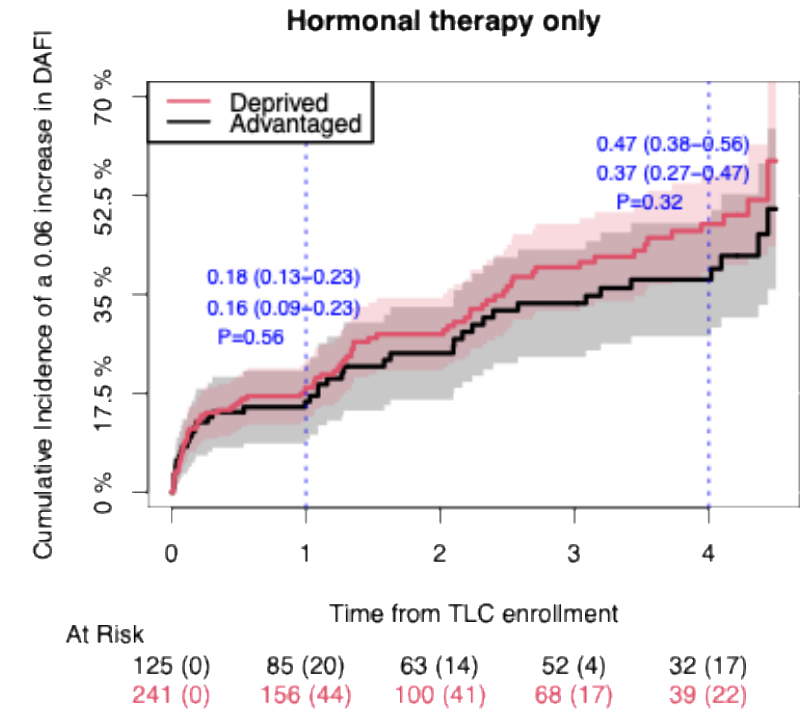 Hormonal therapy only
Cumulative Incidence of a 0.06 increase in DAFI
70 %
52.5 %
35 %
17.5 %
0 %
Deprived
Advantaged
0.47 (0.38–0.56)
0.37 (0.27–0.47)
P=0.32
0.18 (0.13–0.23)
0.16 (0.09–0.23)
P=0.56
0 1 2 3 4
Time from TLC enrollment
At Risk
125 (0) 85 (20) 63 (14) 52 (4) 32 (17)
241 (0) 156 (44) 100 (41) 68 (17) 39 (22)